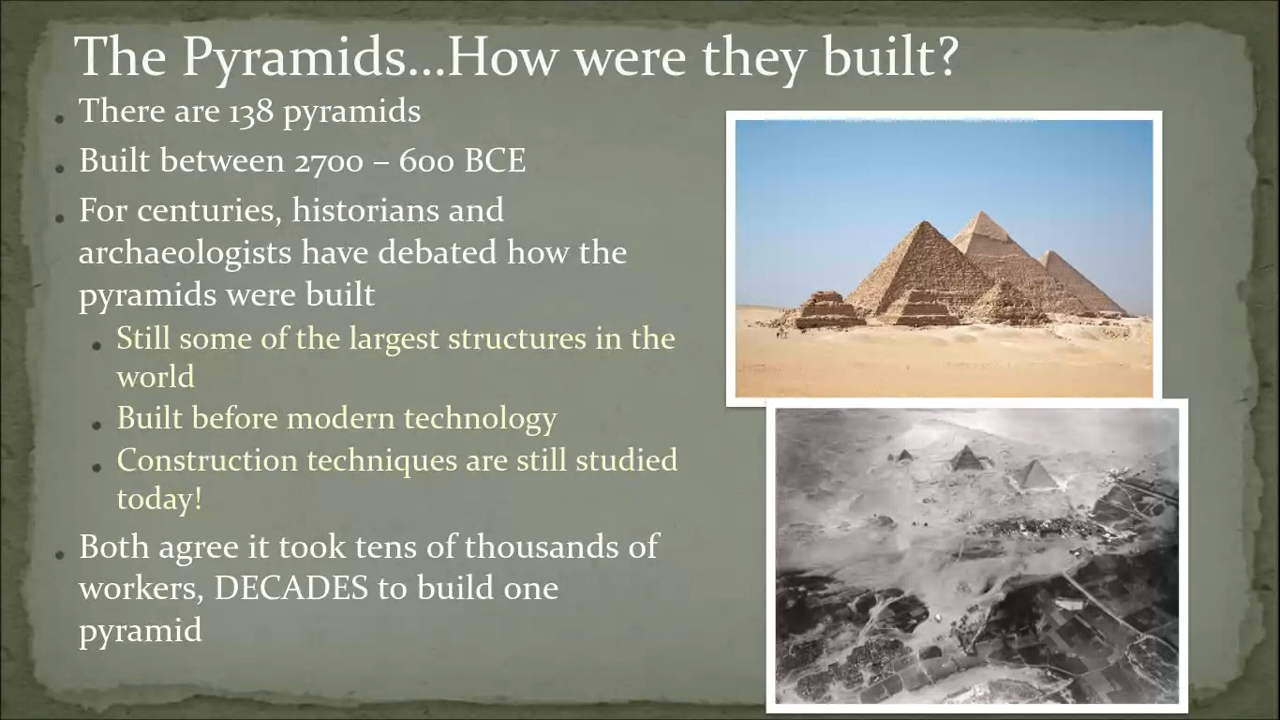 The Pyramids...How were they built?
There are 138 pyramids
Built between 2700 – 600 BCE
For centuries, historians and
archaeologists have debated how the
pyramids were built
Still some of the largest structures in the
world
Built before modern technology
Construction techniques are still studied
today!
Both agree it took tens of thousands of
workers, DECADES to build one
pyramid